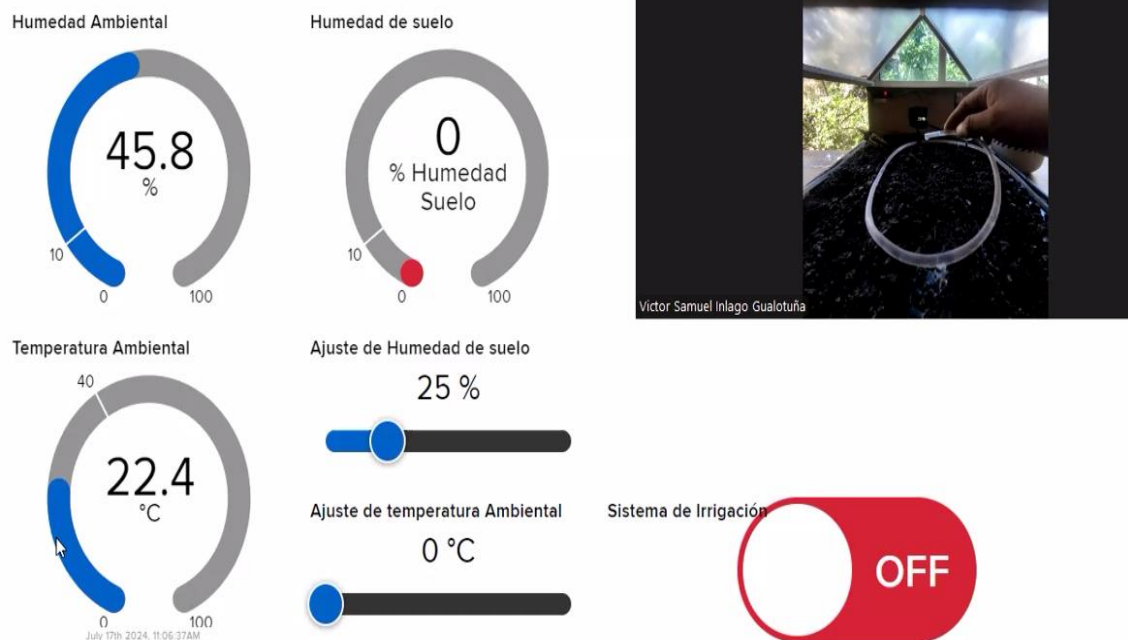 Humedad Ambiental
45.8
%
10
0
100
Humedad de suelo
0
% Humedad
Suelo
10
0
100
Victor Samuel Inlago Gualotuña
Temperatura Ambiental
40
22.4
°C
0
100
July 17th 2024, 11:06:37AM
Ajuste de Humedad de suelo
25 %
Ajuste de temperatura Ambiental
0 °C
Sistema de Irrigación
OFF